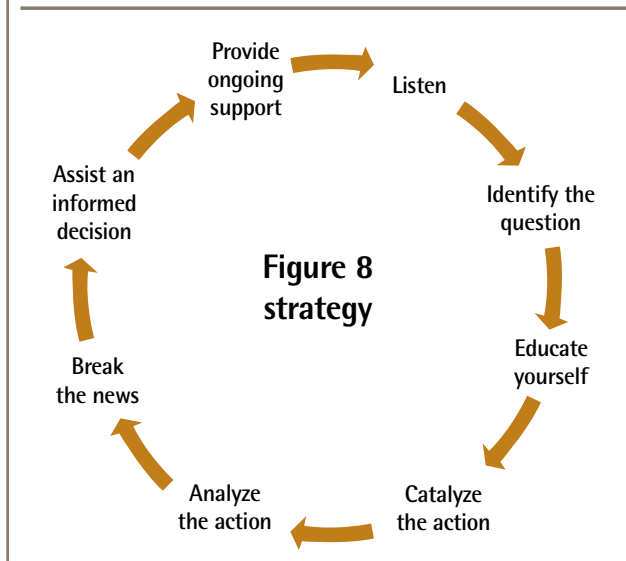 Provide
ongoing
support
Listen
Identify the
question
Educate
yourself
Catalyze
the action
Analyze
the action
Break
the news
Assist an
informed
decision
Figure 8
strategy